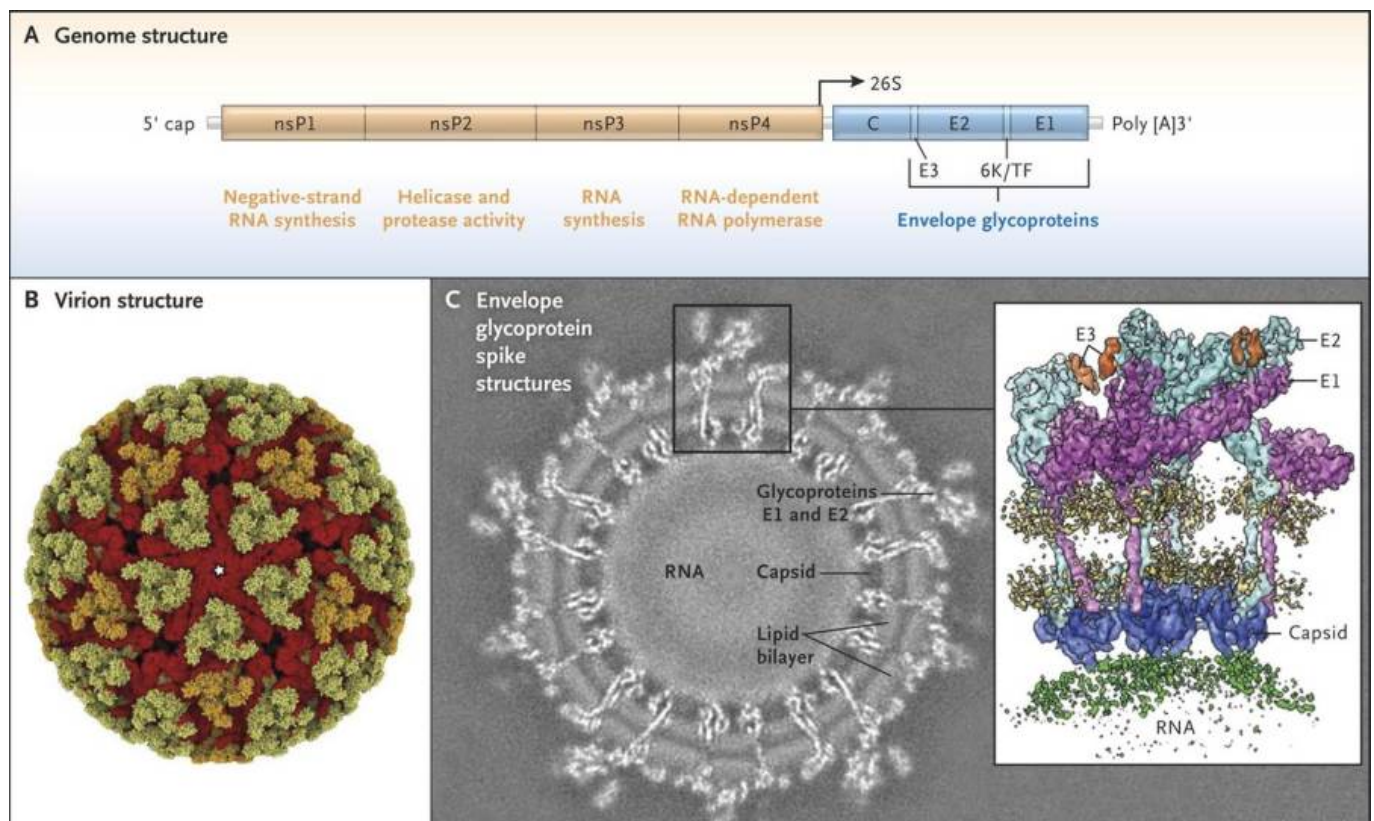 A Genome structure
26S
5' cap
nsP1
nsP2
nsP3
nsP4
C
E2
E1
Poly [A]3'
E3
6K/TF
Negative-strand
RNA synthesis
Helicase and
protease activity
RNA
synthesis
RNA-dependent
RNA polymerase
Envelope glycoproteins
B Virion structure
C Envelope
glycoprotein
spike
structures
Glycoproteins
E1 and E2
RNA
Capsid
Lipid
bilayer
E3
E2
E1
Capsid
RNA